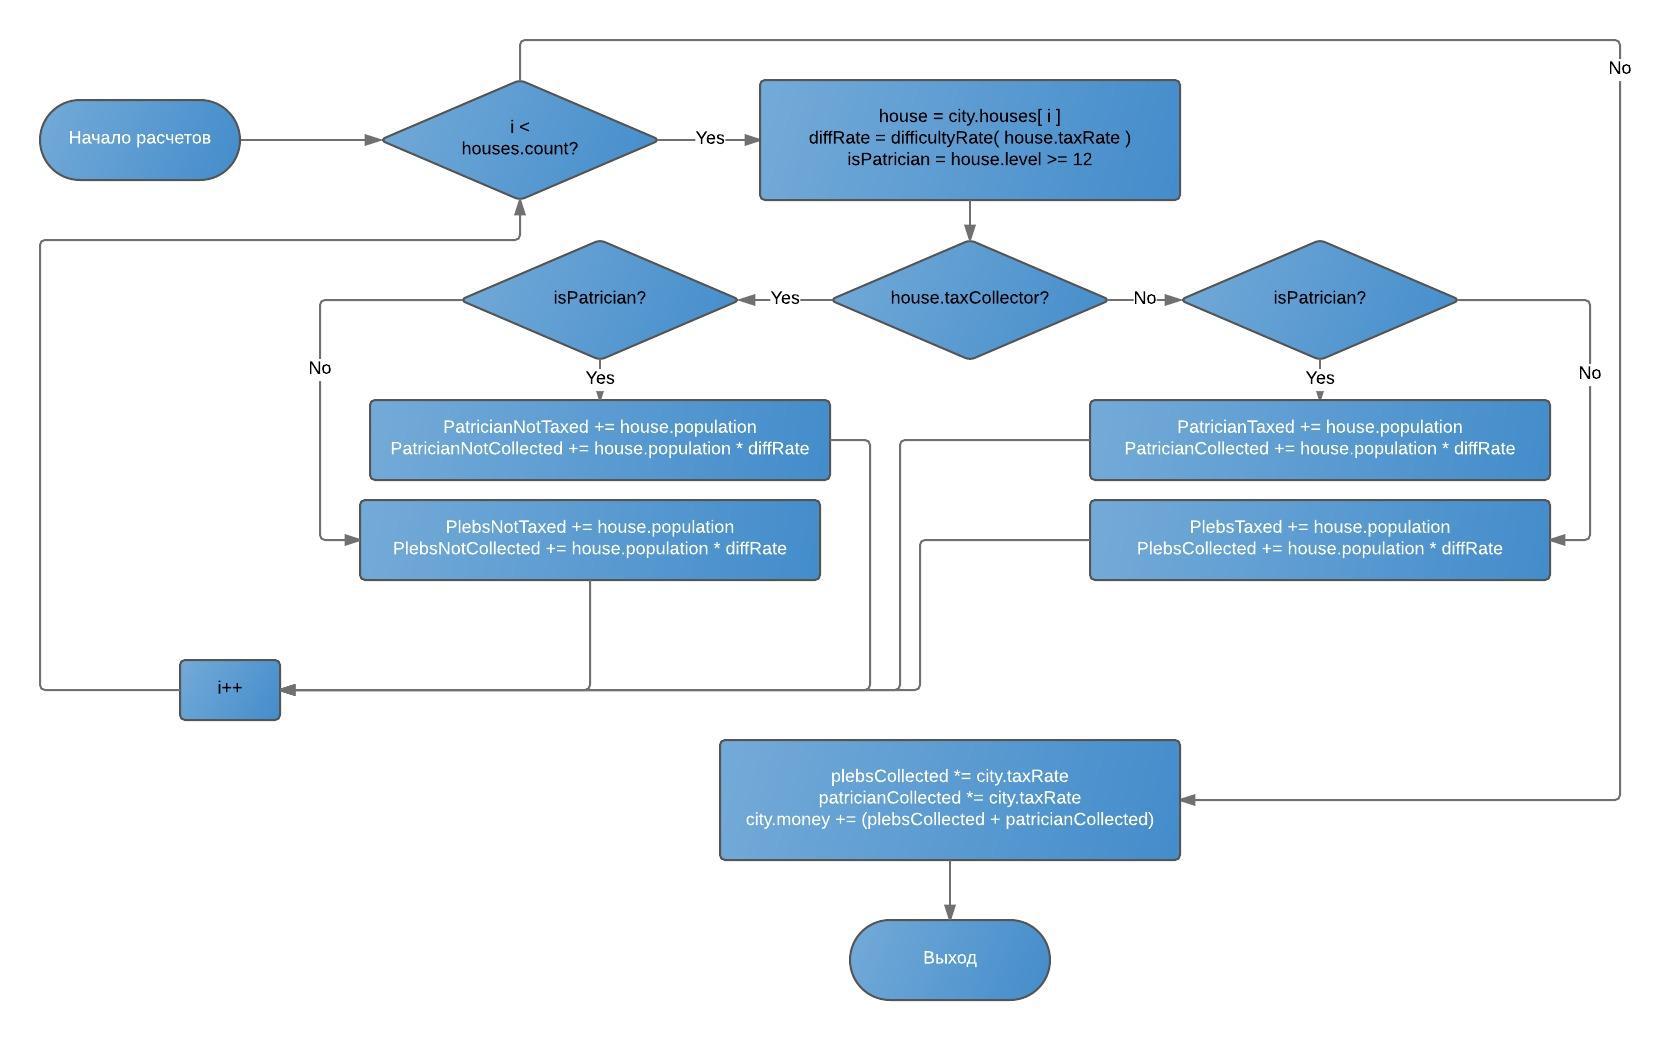 Начало расчетов
i <
houses.count?
Yes
No
house = city.houses[ i ]
diffRate = difficultyRate( house.taxRate )
isPatrician = house.level >= 12
isPatrician?
Yes
house.taxCollector?
No
isPatrician?
No
Yes
Yes
No
PatricianNotTaxed += house.population
PatricianNotCollected += house.population * diffRate
PatricianTaxed += house.population
PatricianCollected += house.population * diffRate
PlebsNotTaxed += house.population
PlebsNotCollected += house.population * diffRate
PlebsTaxed += house.population
PlebsCollected += house.population * diffRate
i++
plebsCollected *= city.taxRate
patricianCollected *= city.taxRate
city.money += (plebsCollected + patricianCollected)
Выход